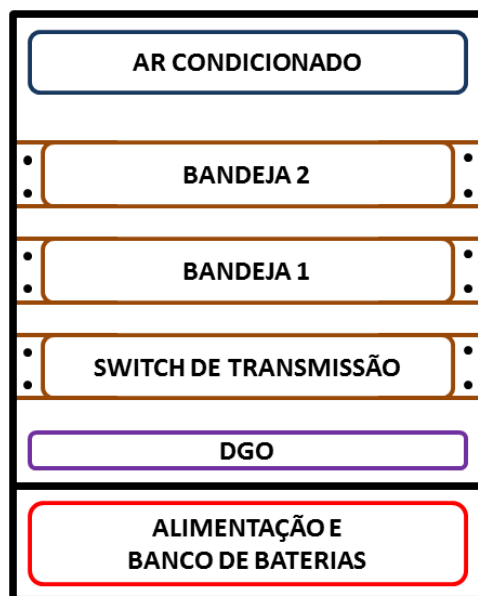 AR CONDICIONADO
BANDEJA 2
BANDEJA 1
SWITCH DE TRANSMISSÃO
DGO
ALIMENTAÇÃO E
BANCO DE BATERIAS